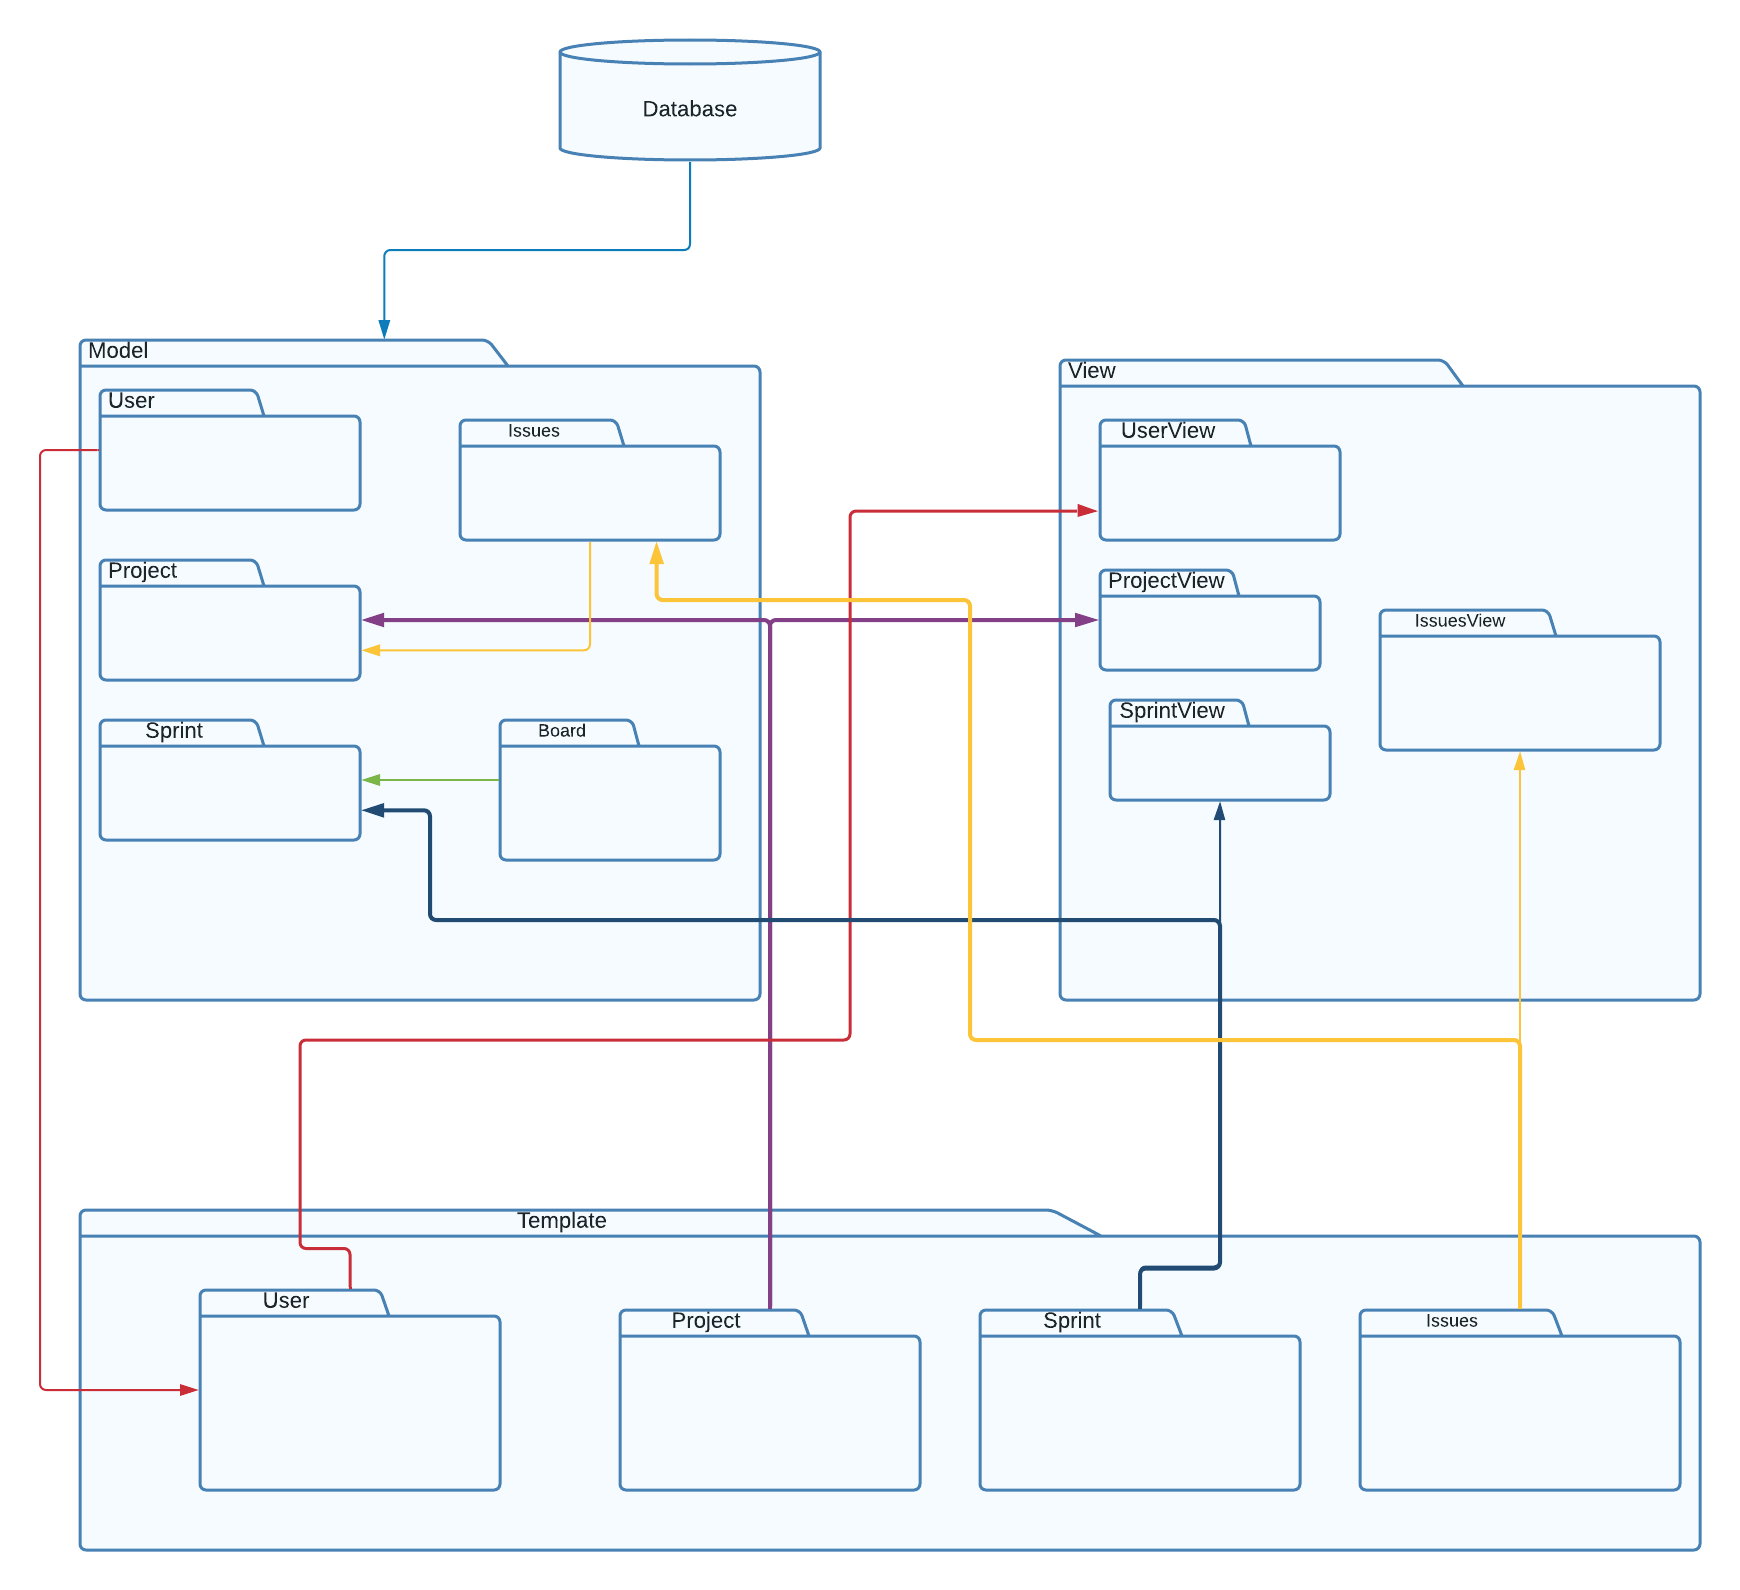 Database
Model
User
Issues
Project
Sprint
Board
View
UserView
ProjectView
IssuesView
SprintView
Template
User
Project
Sprint
Issues